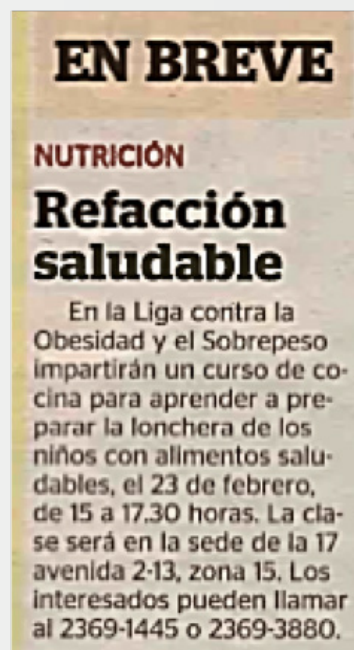 EN BREVE
NUTRICIÓN
Refacción
saludable
En la Liga contra la
Obesidad y el Sobrepeso
impartirán un curso de co-
cina para aprender a pre-
parar la lonchera de los
niños con alimentos salu-
dables, el 23 de febrero,
de 15 a 17.30 horas. La cla-
se será en la sede de la 17
avenida 2-13, zona 15. Los
interesados pueden llamar
al 2369-1445 o 2369-3880.